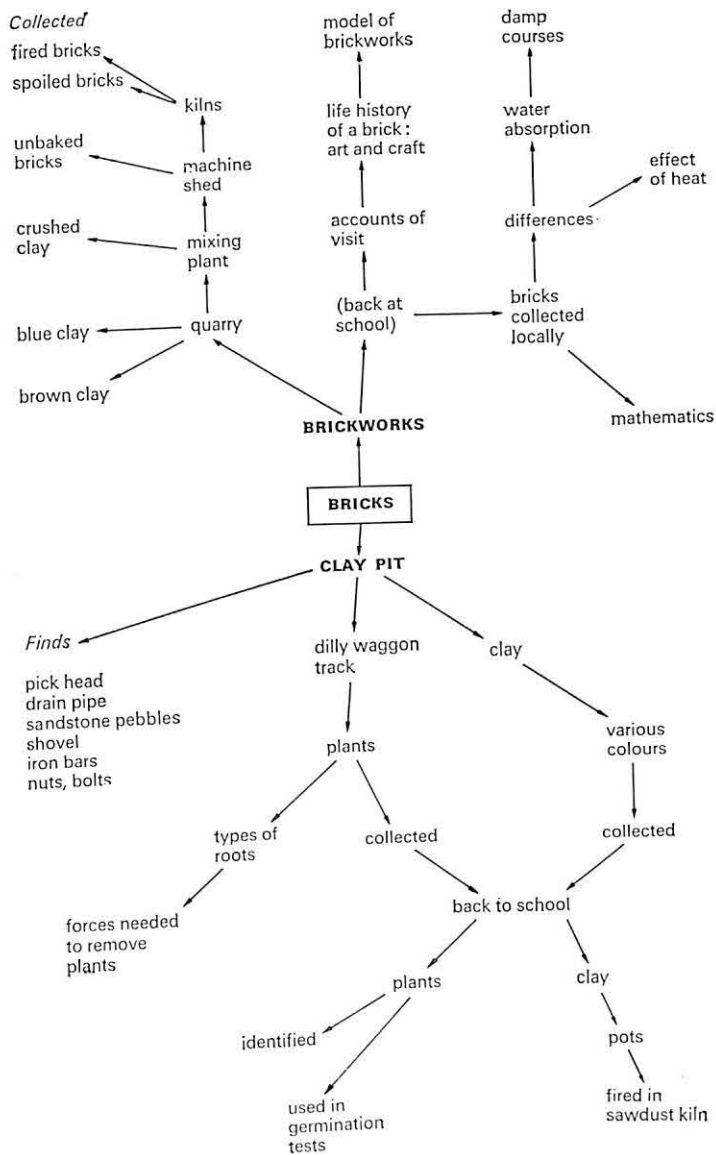 Collected
fired bricks
spoiled bricks
kilns
unbaked
bricks
machine
shed
crushed
clay
mixing
plant
blue clay
quarry
brown clay
model of
brickworks
life history
of a brick:
art and craft
accounts of
visit
(back at
school)
damp
courses
water
absorption
effect
of heat
differences
bricks
collected
locally
mathematics
BRICKWORKS
BRICKS
CLAY PIT
Finds
pick head
drain pipe
sandstone pebbles
shovel
iron bars
nuts, bolts
dilly waggon
track
clay
plants
various
colours
types of
roots
collected
collected
forces needed
to remove
plants
back to school
plants
clay
identified
pots
used in
germination
tests
fired in
sawdust kiln